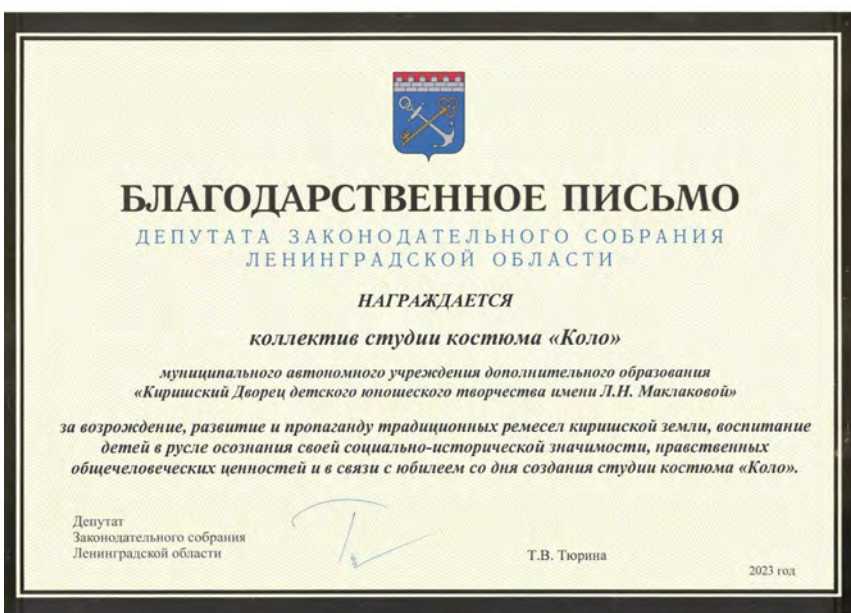 БЛАГОДАРСТВЕННОЕ ПИСЬМО
ДЕПУТАТА ЗАКОНОДАТЕЛЬНОГО СОБРАНИЯ
ЛЕНИНГРАДСКОЙ ОБЛАСТИ
НАГРАЖДАЕТСЯ
коллектив студии костюма «Коло»
муниципального автономного учреждения дополнительного образования
«Киришский Дворец детского юношеского творчества имени Л.Н. Маклаковой»
за возрождение, развитие и пропаганду традиционных ремесел киришской земли, воспитание
детей в русле осознания своей социально-исторической значимости, нравственных
общечеловеческих ценностей и в связи с юбилеем со дня создания студии костюма «Коло».
Депутат
Законодательного собрания
Ленинградской области
Т.В. Тюрина
2023 год